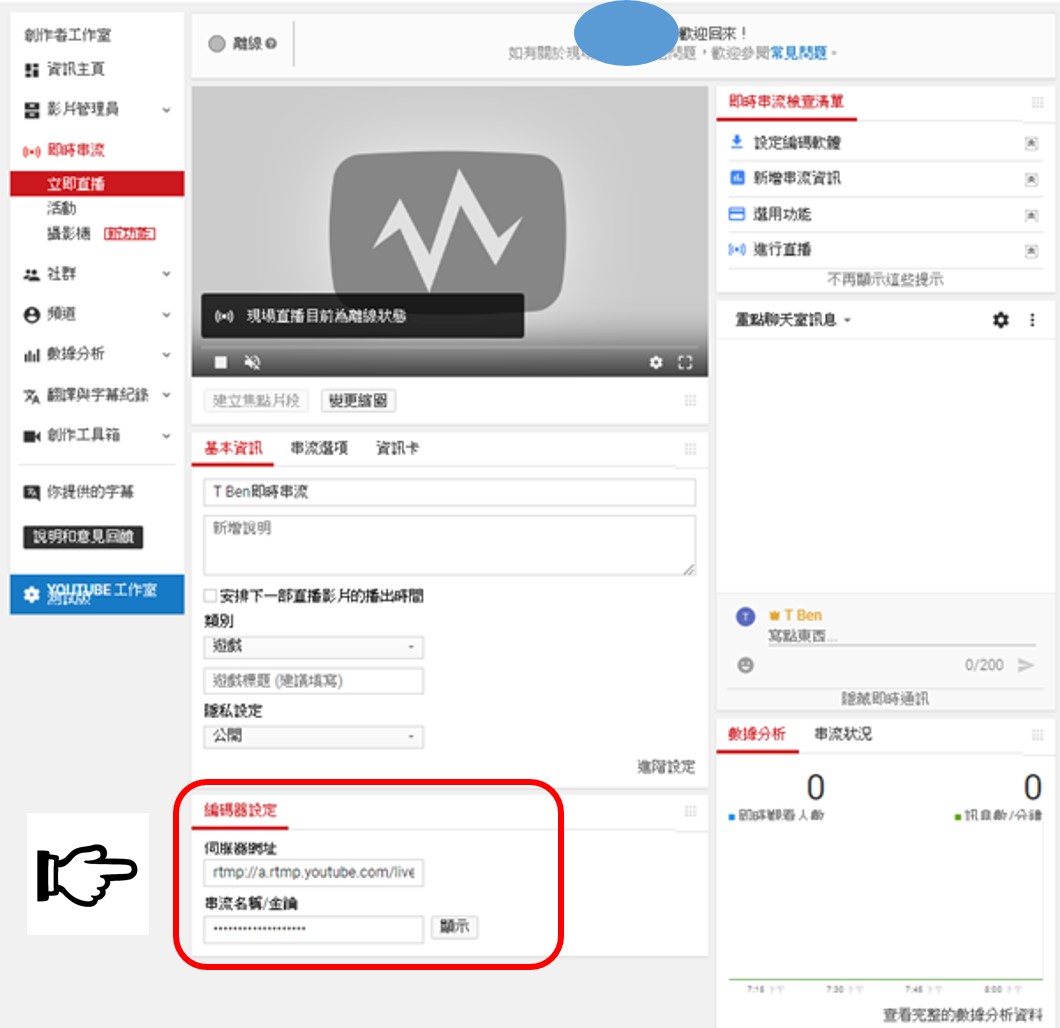 創作者工作室
資訊主頁
影片管理員
即時串流
立即直播
活動
攝影機 新功能
社群
頻道
數據分析
翻譯與字幕紀錄
創作工具箱
你提供的字幕
說明和意見回饋
YOUTUBE 工作室
測試版
離線
歡迎回來！
如有關於現場 問題，歡迎參閱常見問題。
現場直播目前為離線狀態
建立焦點片段 變更縮圖
基本資訊 串流選項 資訊卡
T Ben即時串流
新增說明
安排下一部直播影片的播出時間
類別
遊戲
遊戲標題 (建議填寫)
隱私設定
公開
進階設定
編碼器設定
伺服器網址
rtmp://a.rtmp.youtube.com/live
串流名稱/金鑰
•••••••••••••••••••
顯示
即時串流檢查清單
設定編碼軟體
新增串流資訊
選用功能
進行直播
不再顯示這些提示
重點聊天室訊息
T
T Ben
寫點東西...
0/200
隱藏即時通訊
數據分析 串流狀況
0 0
即時觀看人數 訊息數/分鐘
7:15 下午 7:30 下午 7:45 下午 8:00 下午
查看完整的數據分析資料